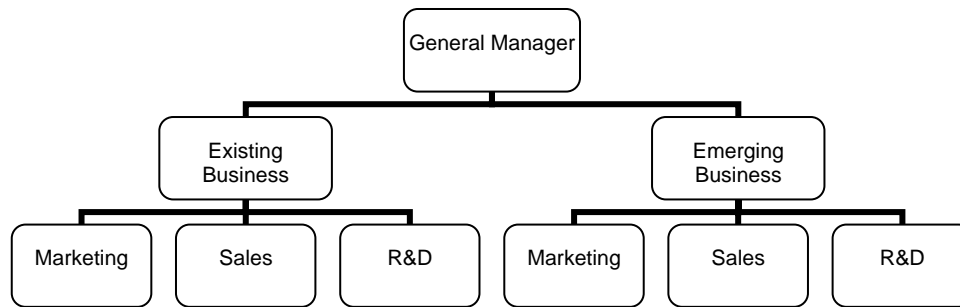 General Manager
Existing
Business
Emerging
Business
Marketing
Sales
R&D
Marketing
Sales
R&D